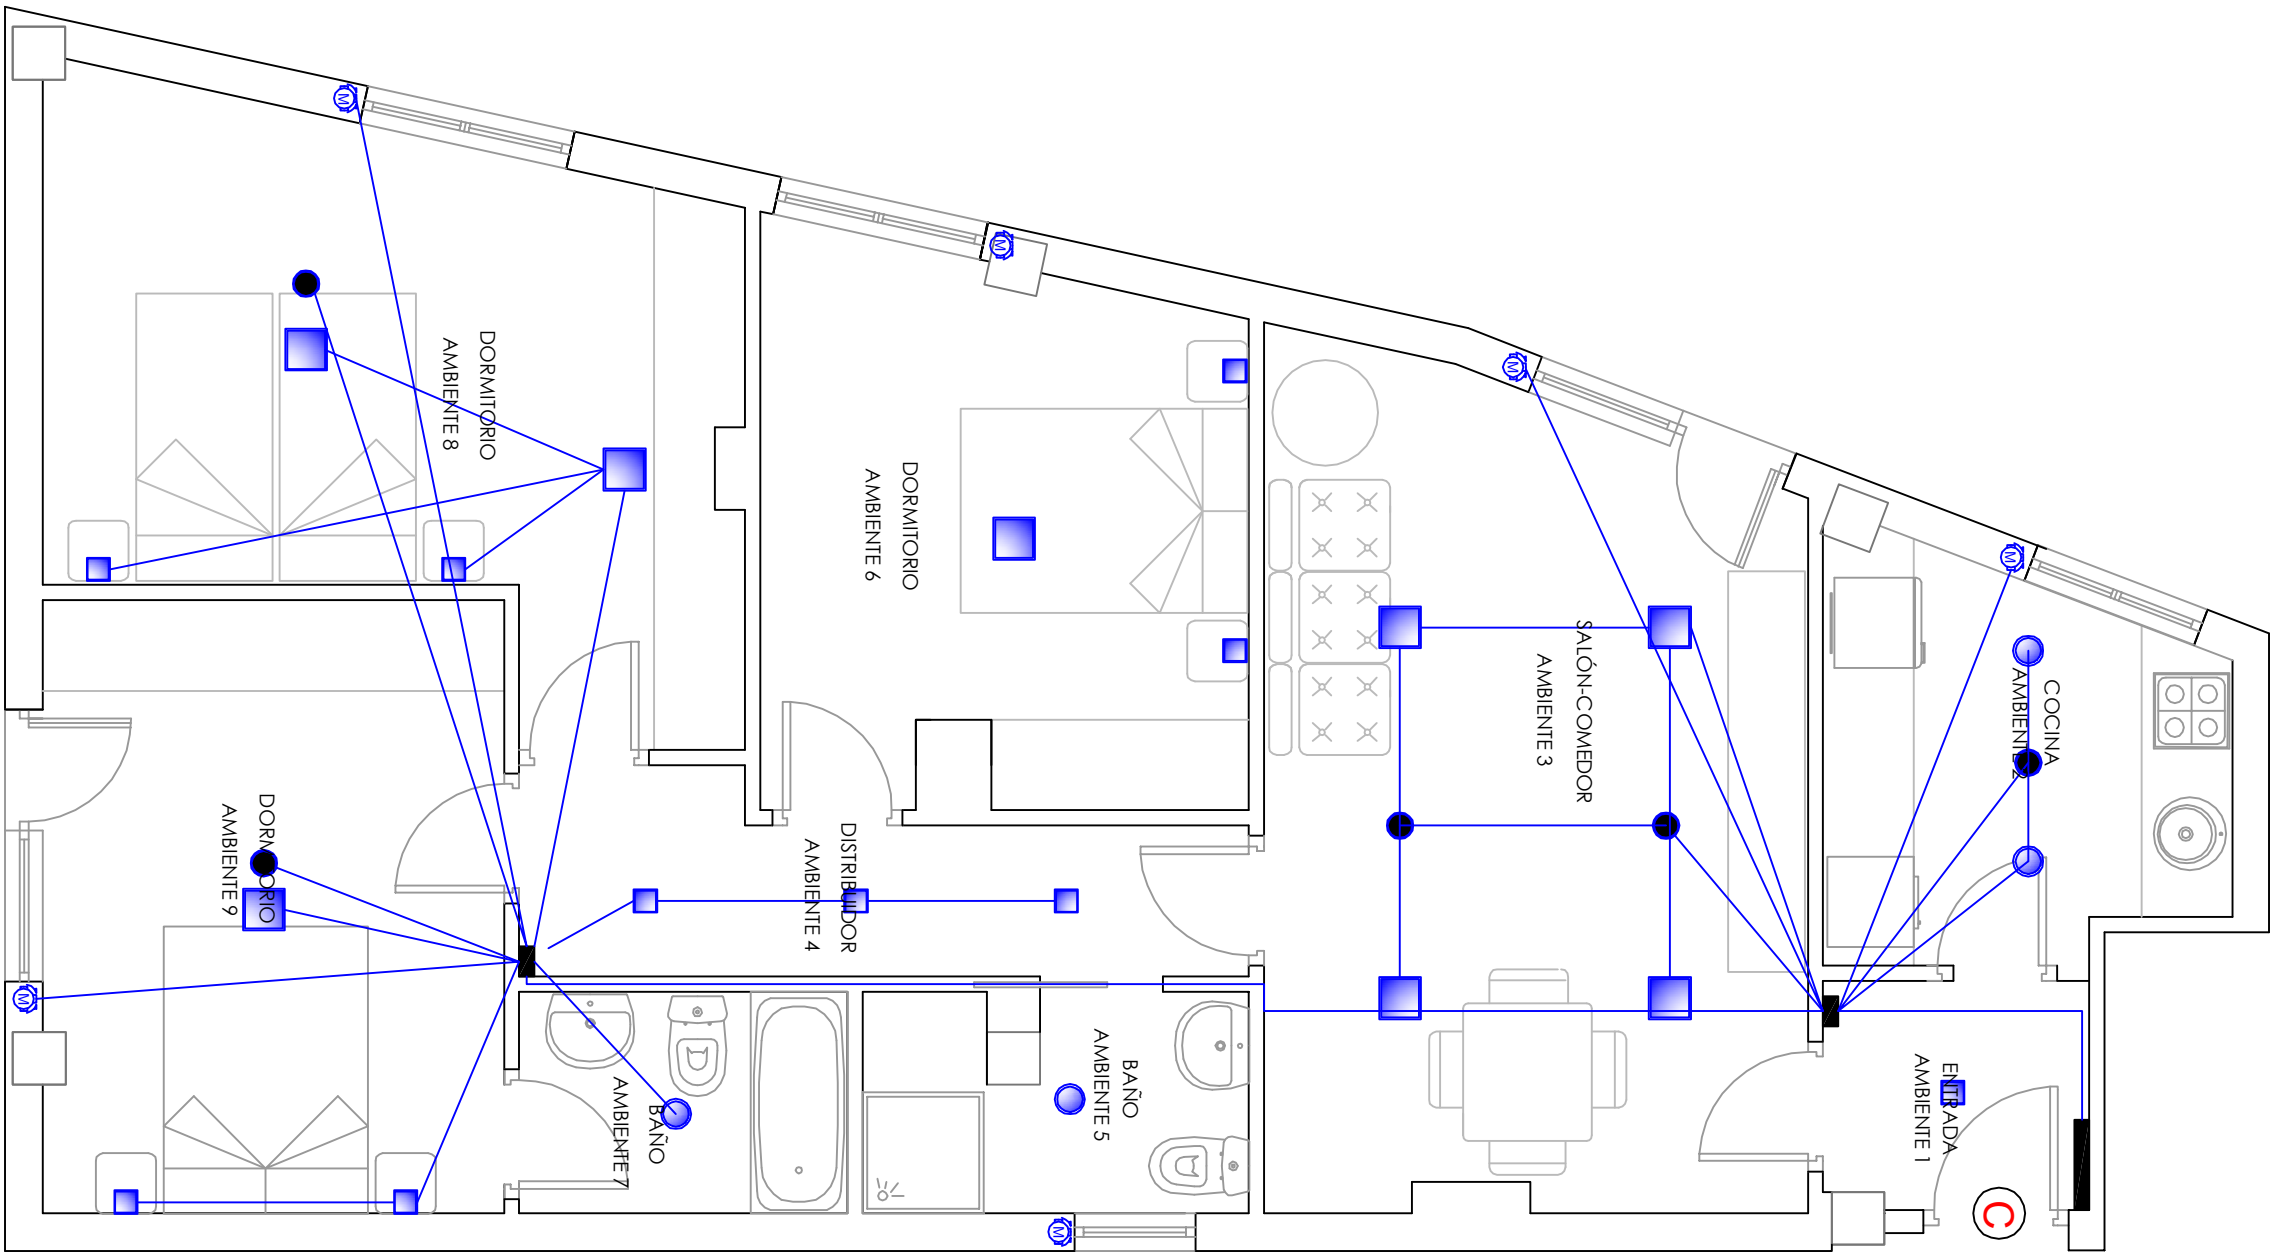 DORMITORIO
AMBIENTE 8
DORMITORIO
AMBIENTE 6
SALÓN-COMEDOR
AMBIENTE 3
COCINA
AMBIENTE 2
DORMITORIO
AMBIENTE 9
DISTRIBUIDOR
AMBIENTE 4
BAÑO
AMBIENTE 7
BAÑO
AMBIENTE 5
ENTRADA
AMBIENTE 1
C
M
M
M
M
M
M